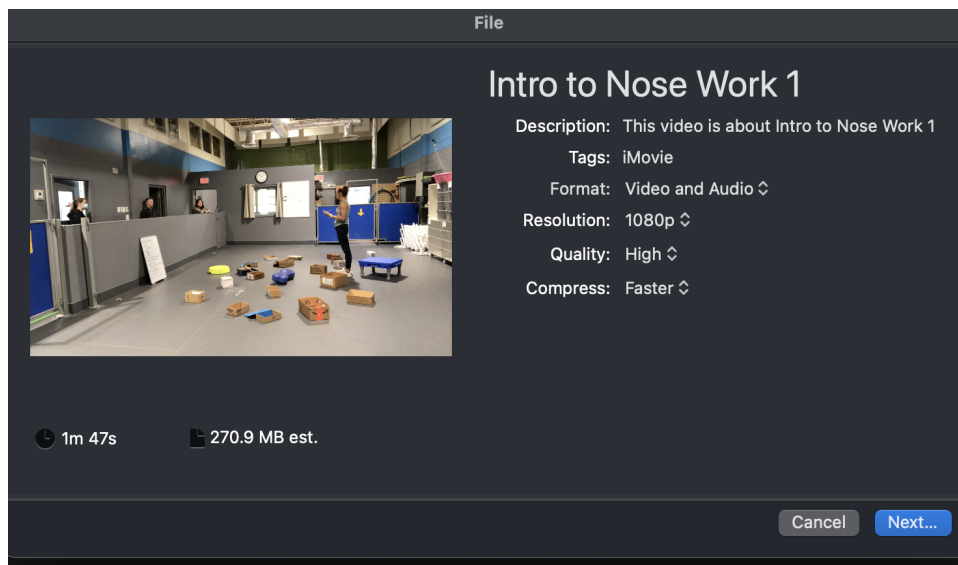 File
Intro to Nose Work 1
Description: This video is about Intro to Nose Work 1
Tags: iMovie
Format: Video and Audio
Resolution: 1080p
Quality: High
Compress: Faster
1m 47s
270.9 MB est.
Cancel
Next...